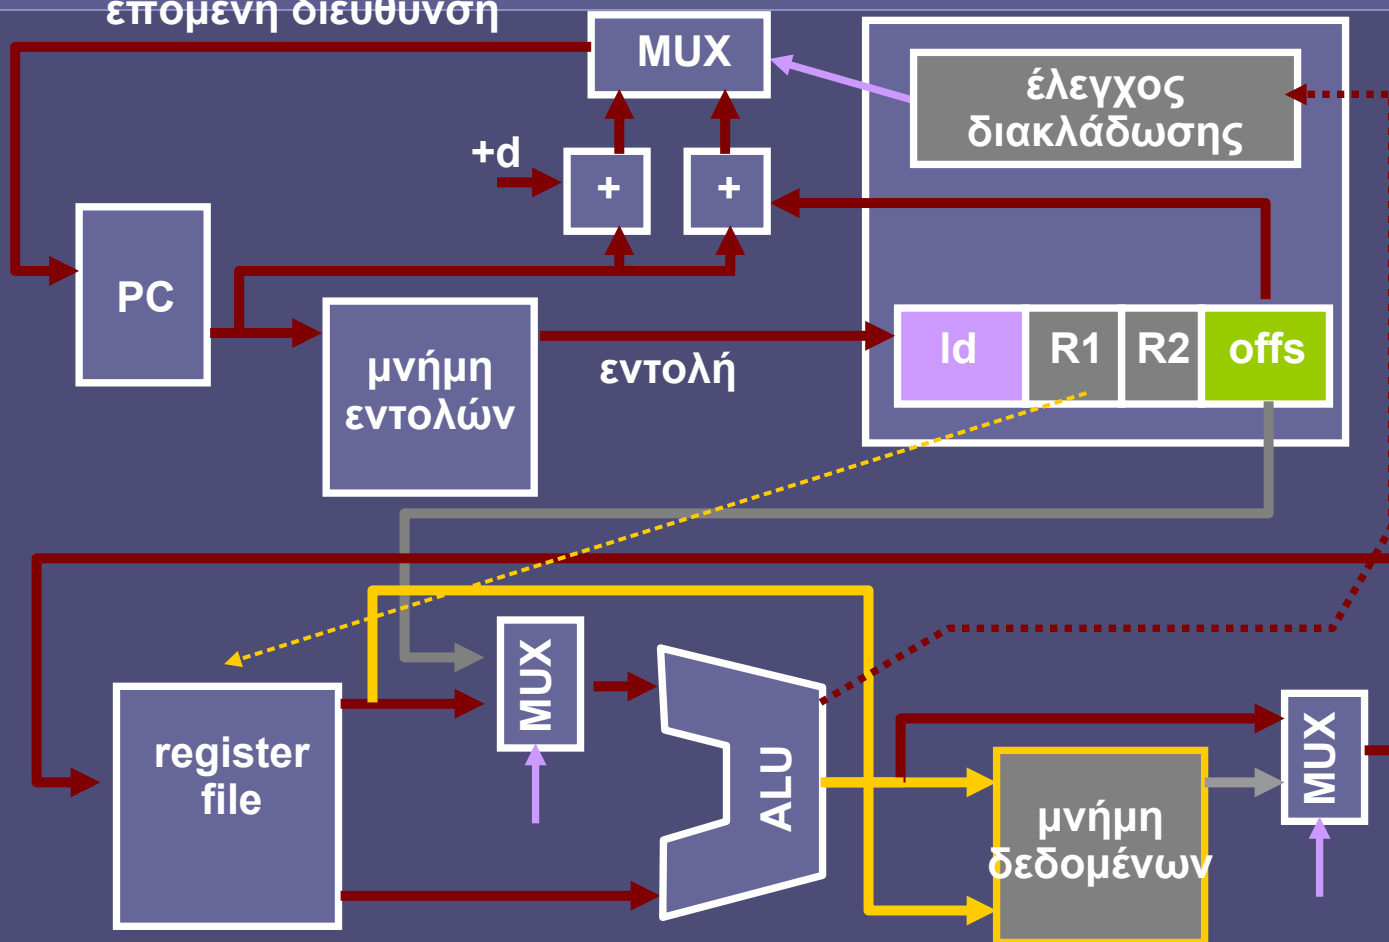 επόμενη διεύθυνση
MUX
έλεγχος
διακλάδωσης
+d
+
+
PC
μνήμη
εντολών
εντολή
ld
R1
R2
offs
MUX
register
file
ALU
MUX
μνήμη
δεδομένων